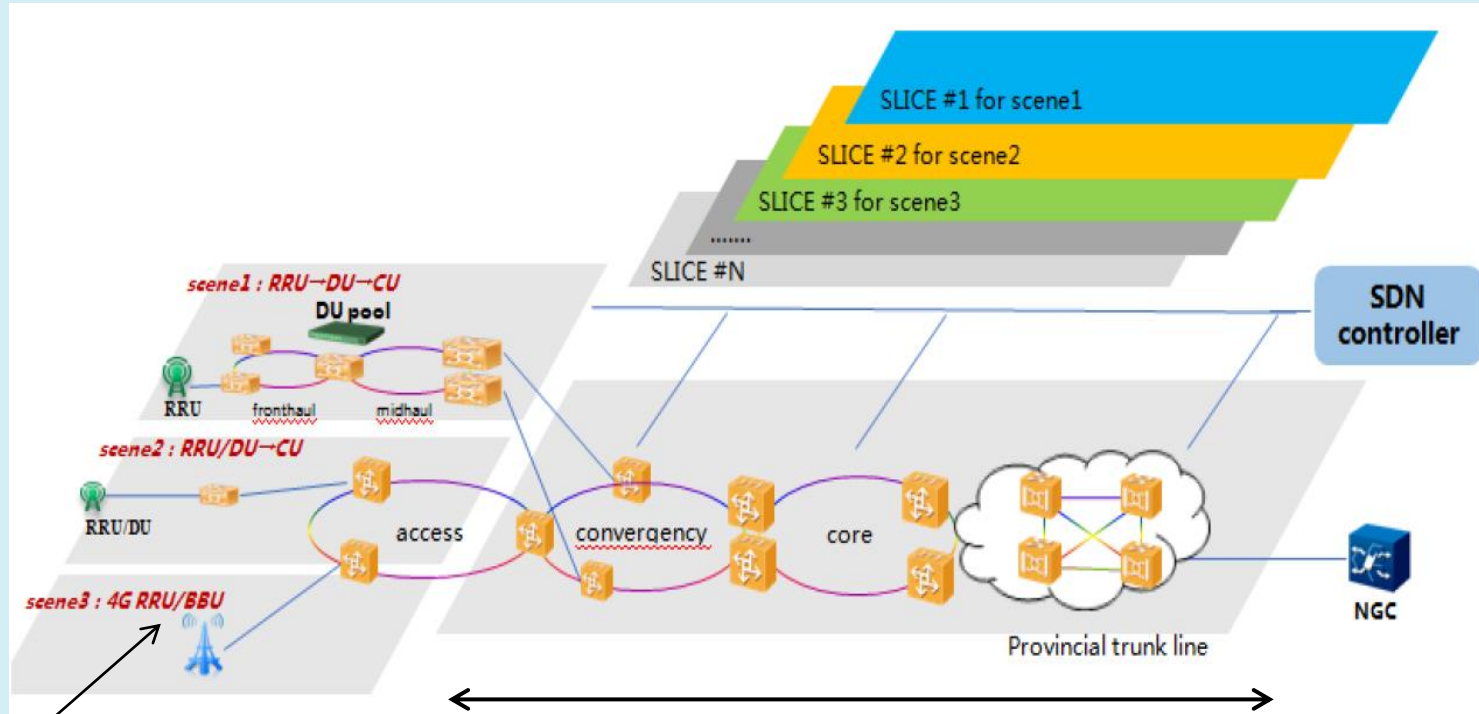 SLICE #1 for scene1
SLICE #2 for scene2
SLICE #3 for scene3
.......
SLICE #N
SDN
controller
scene1 : RRU→DU→CU
DU pool
RRU
fronthaul
midhaul
scene2 : RRU/DU→CU
RRU/DU
access
convergency
core
scene3 : 4G RRU/BBU
NGC
Provincial trunk line